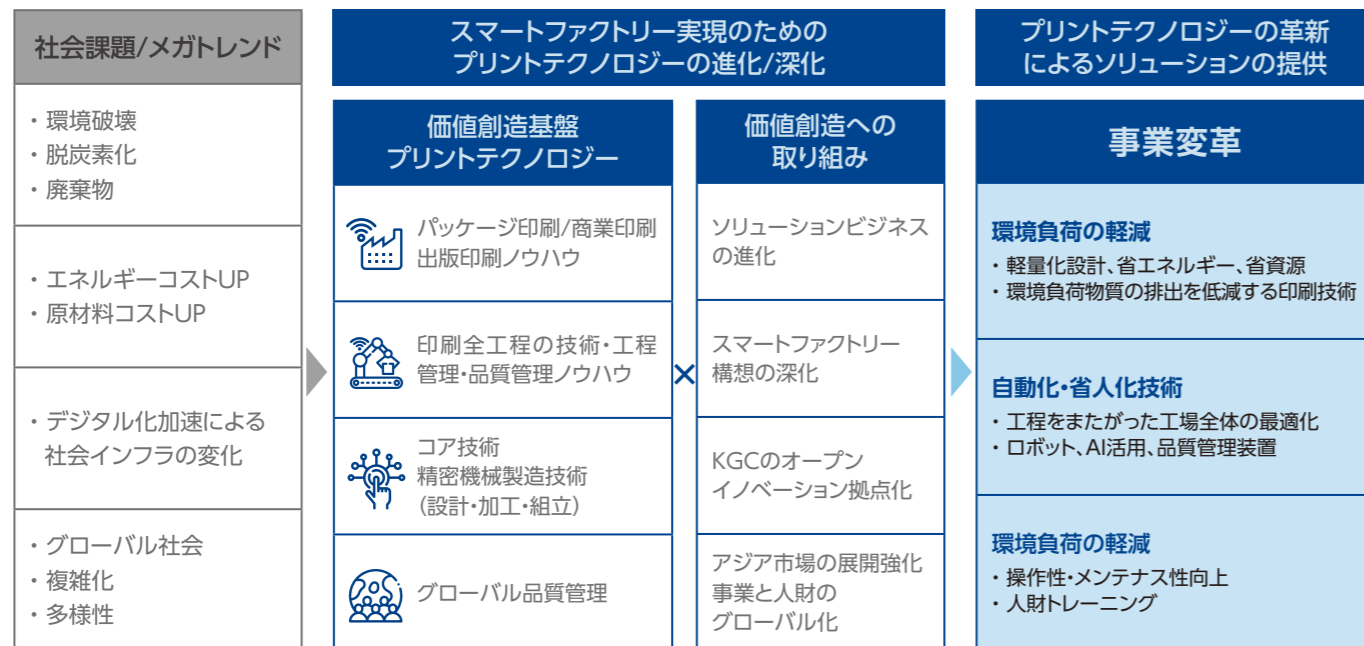 社会課題/メガトレンド
・環境破壊
・脱炭素化
・廃棄物
・エネルギーコストUP
・原材料コストUP
・デジタル化加速による
社会インフラの変化
・グローバル社会
・複雑化
・多様性
スマートファクトリー実現のための
プリントテクノロジーの進化/深化
価値創造基盤
プリントテクノロジー
パッケージ印刷/商業印刷
出版印刷ノウハウ
印刷全工程の技術・工程
管理・品質管理ノウハウ
コア技術
精密機械製造技術
(設計・加工・組立)
グローバル品質管理
×
価値創造への
取り組み
ソリューションビジネス
の進化
スマートファクトリー
構想の深化
KGCのオープン
イノベーション拠点化
アジア市場の展開強化
事業と人財の
グローバル化
プリントテクノロジーの革新
によるソリューションの提供
事業変革
環境負荷の軽減
・軽量化設計、省エネルギー、省資源
・環境負荷物質の排出を低減する印刷技術
自動化・省人化技術
・工程をまたがった工場全体の最適化
・ロボット、AI活用、品質管理装置
環境負荷の軽減
・操作性・メンテナス性向上
・人財トレーニング